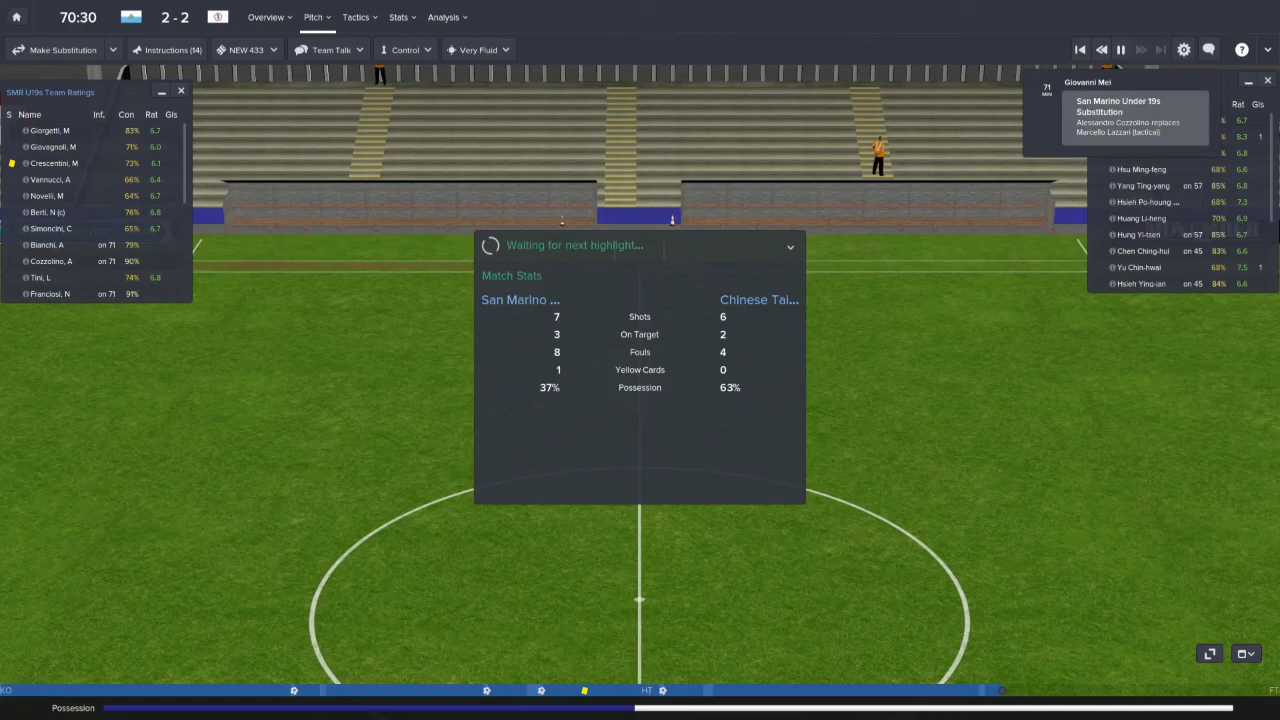 70:30
2 - 2
Overview
Pitch
Tactics
Stats
Analysis
Make Substitution
Instructions (14)
NEW 433
Team Talk
Control
Very Fluid
SMR U19s Team Ratings
S Name Inf. Con Rat Gls
Giorgetti, M 83% 6.7
Giovagnoli, M 71% 6.0
Crescentini, M 73% 6.1
Vannucci, A 66% 6.4
Novelli, M 64% 6.7
Berti, N (c) 76% 6.8
Simoncini, C 65% 6.7
Bianchi, A on 71 79%
Cozzolino, A on 71 90%
Tini, L 74% 6.8
Franciosi, N on 71 91%
Waiting for next highlight...
Match Stats
San Marino ... Chinese Tai...
7 Shots 6
3 On Target 2
8 Fouls 4
1 Yellow Cards 0
37% Possession 63%
71
MIN
Giovanni Mei
San Marino Under 19s
Substitution
Alessandro Cozzolino replaces
Marcello Lazzari (tactical)
Rat Gls
% 6.7
% 8.3 1
% 6.8
Hsu Ming-feng 68% 6.6
Yang Ting-yang on 57 85% 6.8
Hsieh Po-houng ... 68% 7.3
Huang Li-heng 70% 6.9
Hung Yi-tsen on 57 85% 6.7
Chen Ching-hui on 45 83% 6.6
Yu Chin-hwai 68% 7.5 1
Hsieh Ying-jan on 45 84% 6.6
KO
HT
FT
Possession